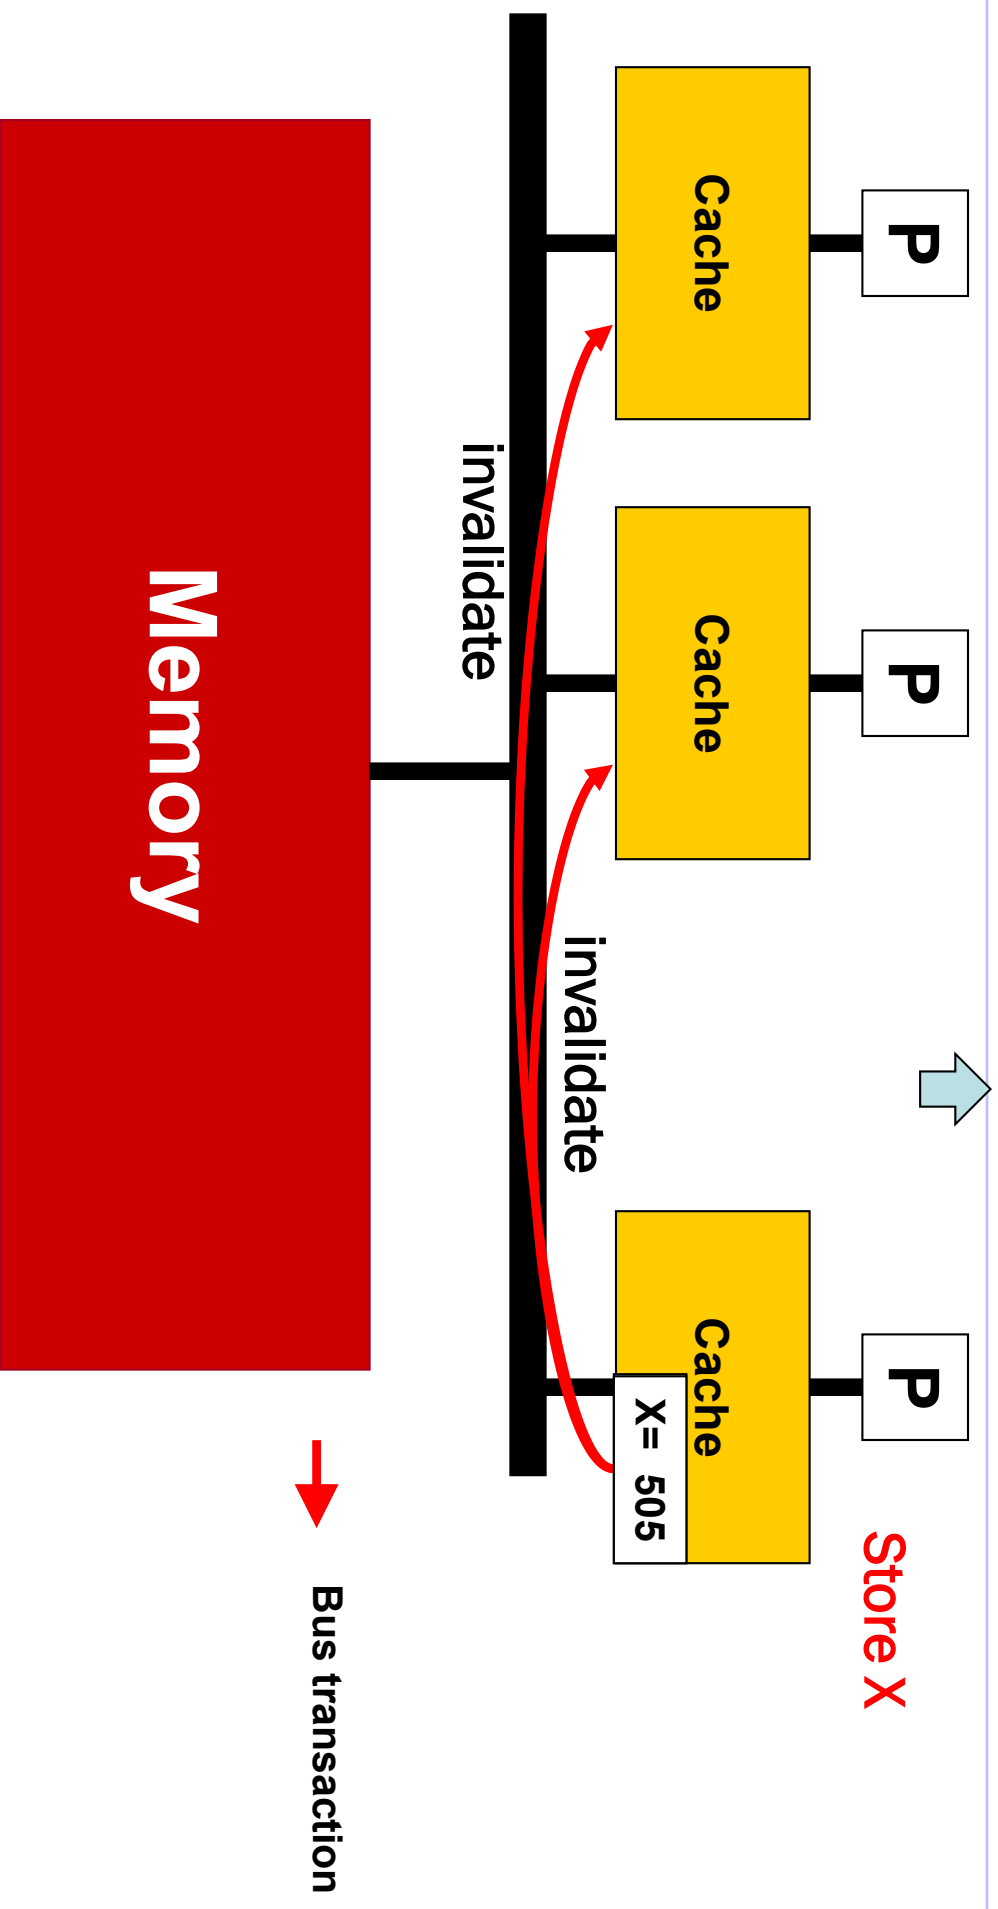 P
P
P
Store X
Cache
Cache
Cache
X= 505
invalidate
invalidate
Bus transaction
Memory